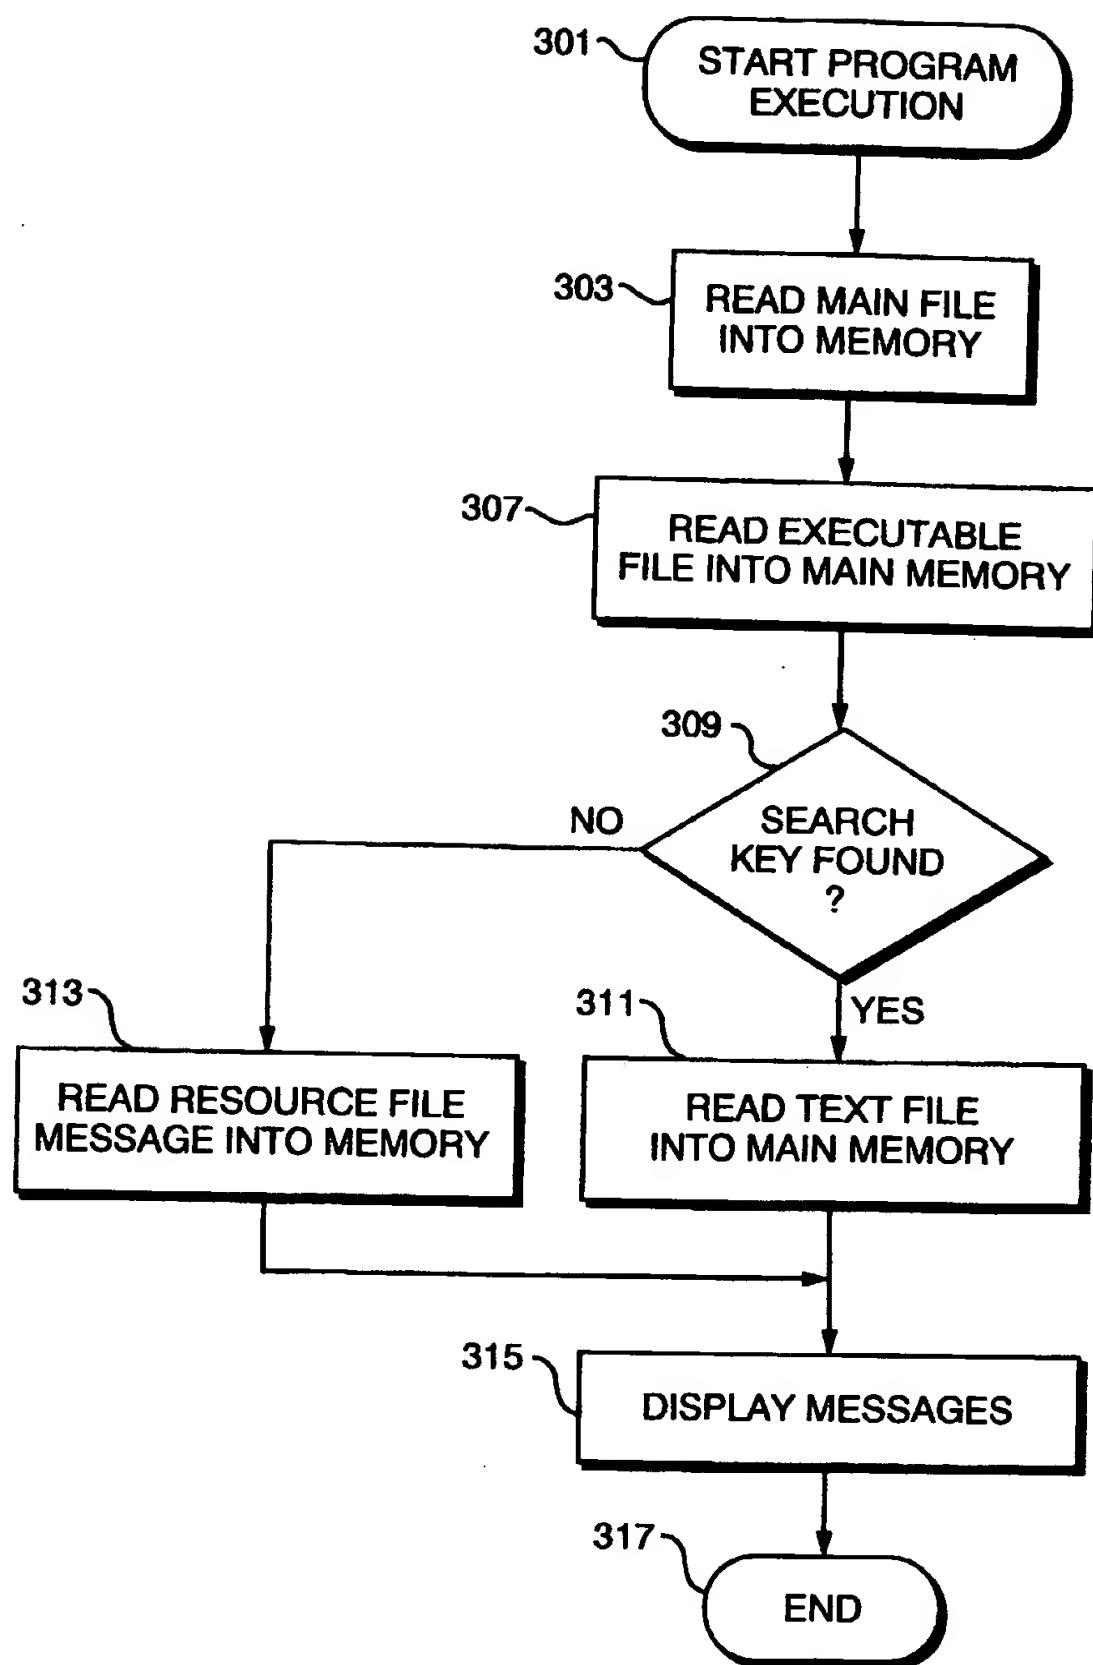 301
START PROGRAM
EXECUTION
303
READ MAIN FILE
INTO MEMORY
307
READ EXECUTABLE
FILE INTO MAIN MEMORY
309
SEARCH
KEY FOUND
?
NO
YES
313
READ RESOURCE FILE
MESSAGE INTO MEMORY
311
READ TEXT FILE
INTO MAIN MEMORY
315
DISPLAY MESSAGES
317
END